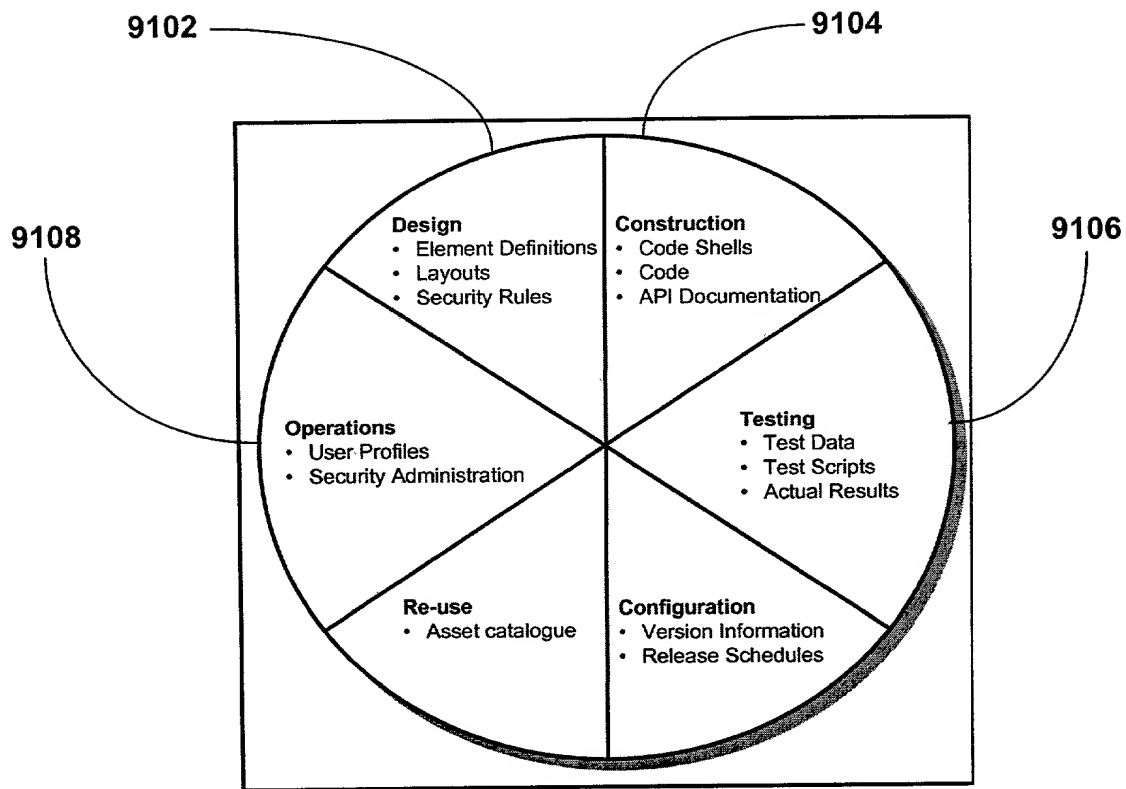 9102
9104
9108
9106
Design
• Element Definitions
• Layouts
• Security Rules
Construction
• Code Shells
• Code
• API Documentation
Operations
• User Profiles
• Security Administration
Testing
• Test Data
• Test Scripts
• Actual Results
Re-use
• Asset catalogue
Configuration
• Version Information
• Release Schedules